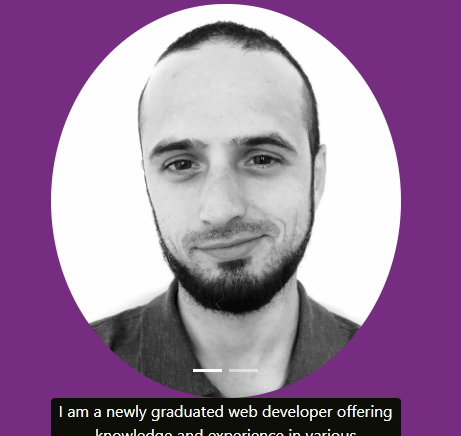 I am a newly graduated web developer offering
knowledge and experience in various